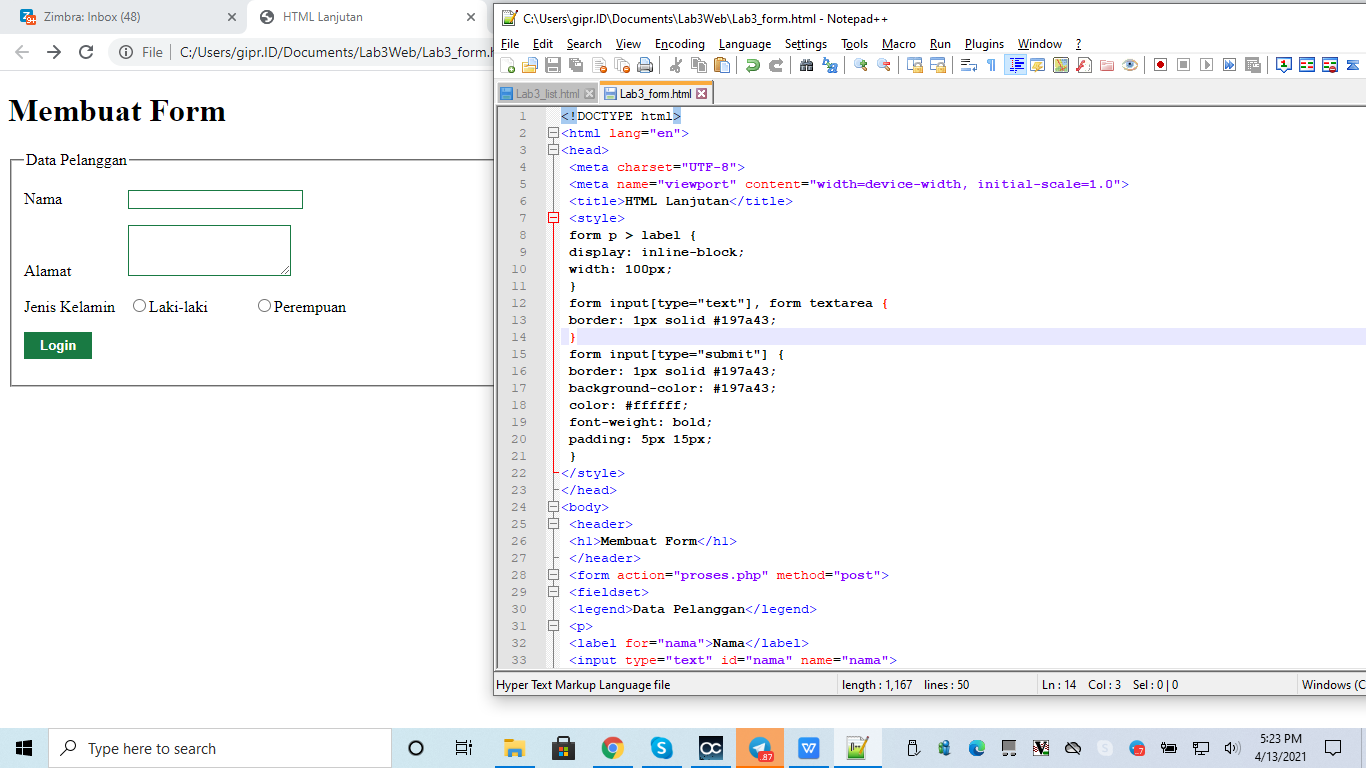 Zimbra: Inbox (48)
HTML Lanjutan
File
C:/Users/gipr.ID/Documents/Lab3Web/Lab3_form.h
Membuat Form
Data Pelanggan
Nama
Alamat
Jenis Kelamin Laki-laki Perempuan
Login
C:\Users\gipr.ID\Documents\Lab3Web\Lab3_form.html - Notepad++
File Edit Search View Encoding Language Settings Tools Macro Run Plugins Window ?
Lab3_list.html Lab3_form.html
1 <!DOCTYPE html>
2 <html lang="en">
3 <head>
4 <meta charset="UTF-8">
5 <meta name="viewport" content="width=device-width, initial-scale=1.0">
6 <title>HTML Lanjutan</title>
7 <style>
8 form p > label {
9 display: inline-block;
10 width: 100px;
11 }
12 form input[type="text"], form textarea {
13 border: 1px solid #197a43;
14 }
15 form input[type="submit"] {
16 border: 1px solid #197a43;
17 background-color: #197a43;
18 color: #ffffff;
19 font-weight: bold;
20 padding: 5px 15px;
21 }
22 </style>
23 </head>
24 <body>
25 <header>
26 <h1>Membuat Form</h1>
27 </header>
28 <form action="proses.php" method="post">
29 <fieldset>
30 <legend>Data Pelanggan</legend>
31 <p>
32 <label for="nama">Nama</label>
33 <input type="text" id="nama" name="nama">
Hyper Text Markup Language file length : 1,167 lines : 50 Ln : 14 Col : 3 Sel : 0 | 0 Windows (C
Type here to search
87
5:23 PM
4/13/2021